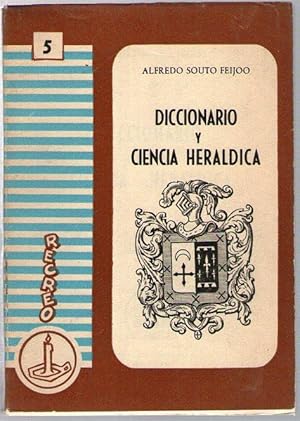 5
ALFREDO SOUTO FEIJOO
DICCIONARIO
Y
CIENCIA HERALDICA
RECREO